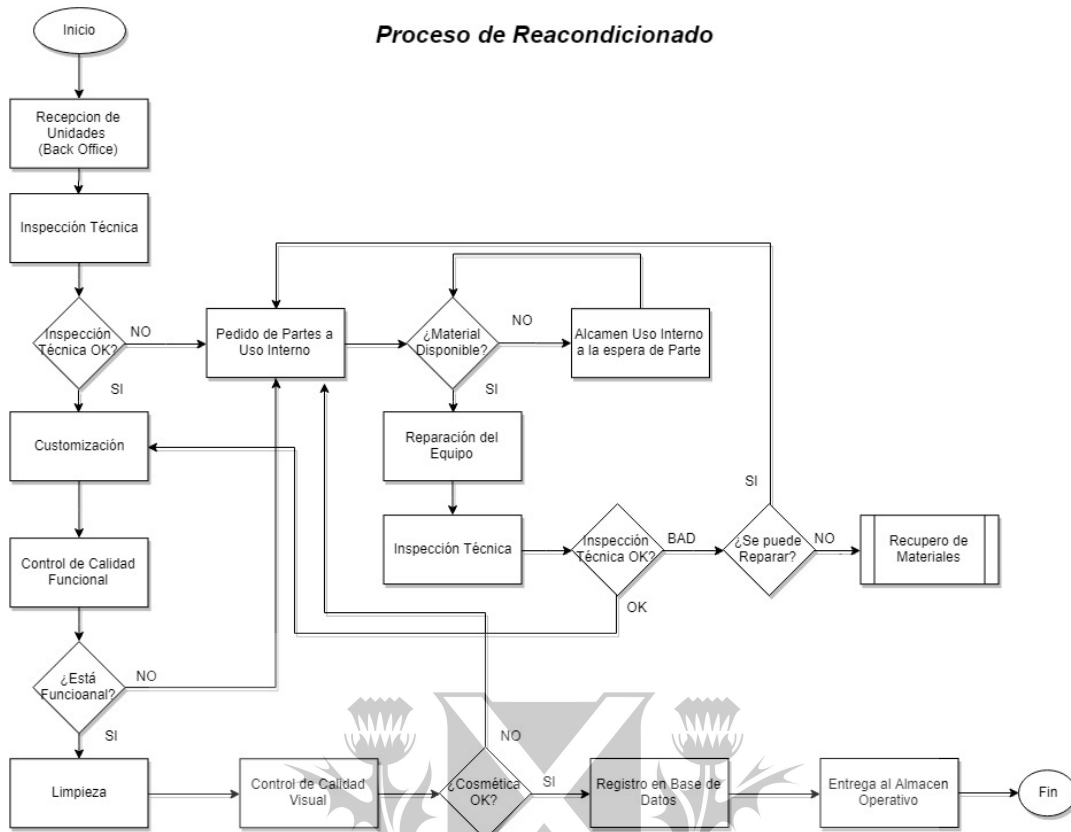 Proceso de Reacondicionado
Inicio
Recepcion de
Unidades
(Back Office)
Inspección Técnica
Inspección
Técnica OK?
NO
SI
Pedido de Partes a
Uso Interno
¿Material
Disponible?
NO
SI
Alcamen Uso Interno
a la espera de Parte
Customización
Reparación del
Equipo
Inspección Técnica
Inspección
Técnica OK?
BAD
OK
¿Se puede
Reparar?
SI
NO
Recupero de
Materiales
Control de Calidad
Funcional
¿Está
Funcioanal?
NO
SI
Limpieza
Control de Calidad
Visual
¿Cosmética
OK?
NO
SI
Registro en Base de
Datos
Entrega al Almacen
Operativo
Fin